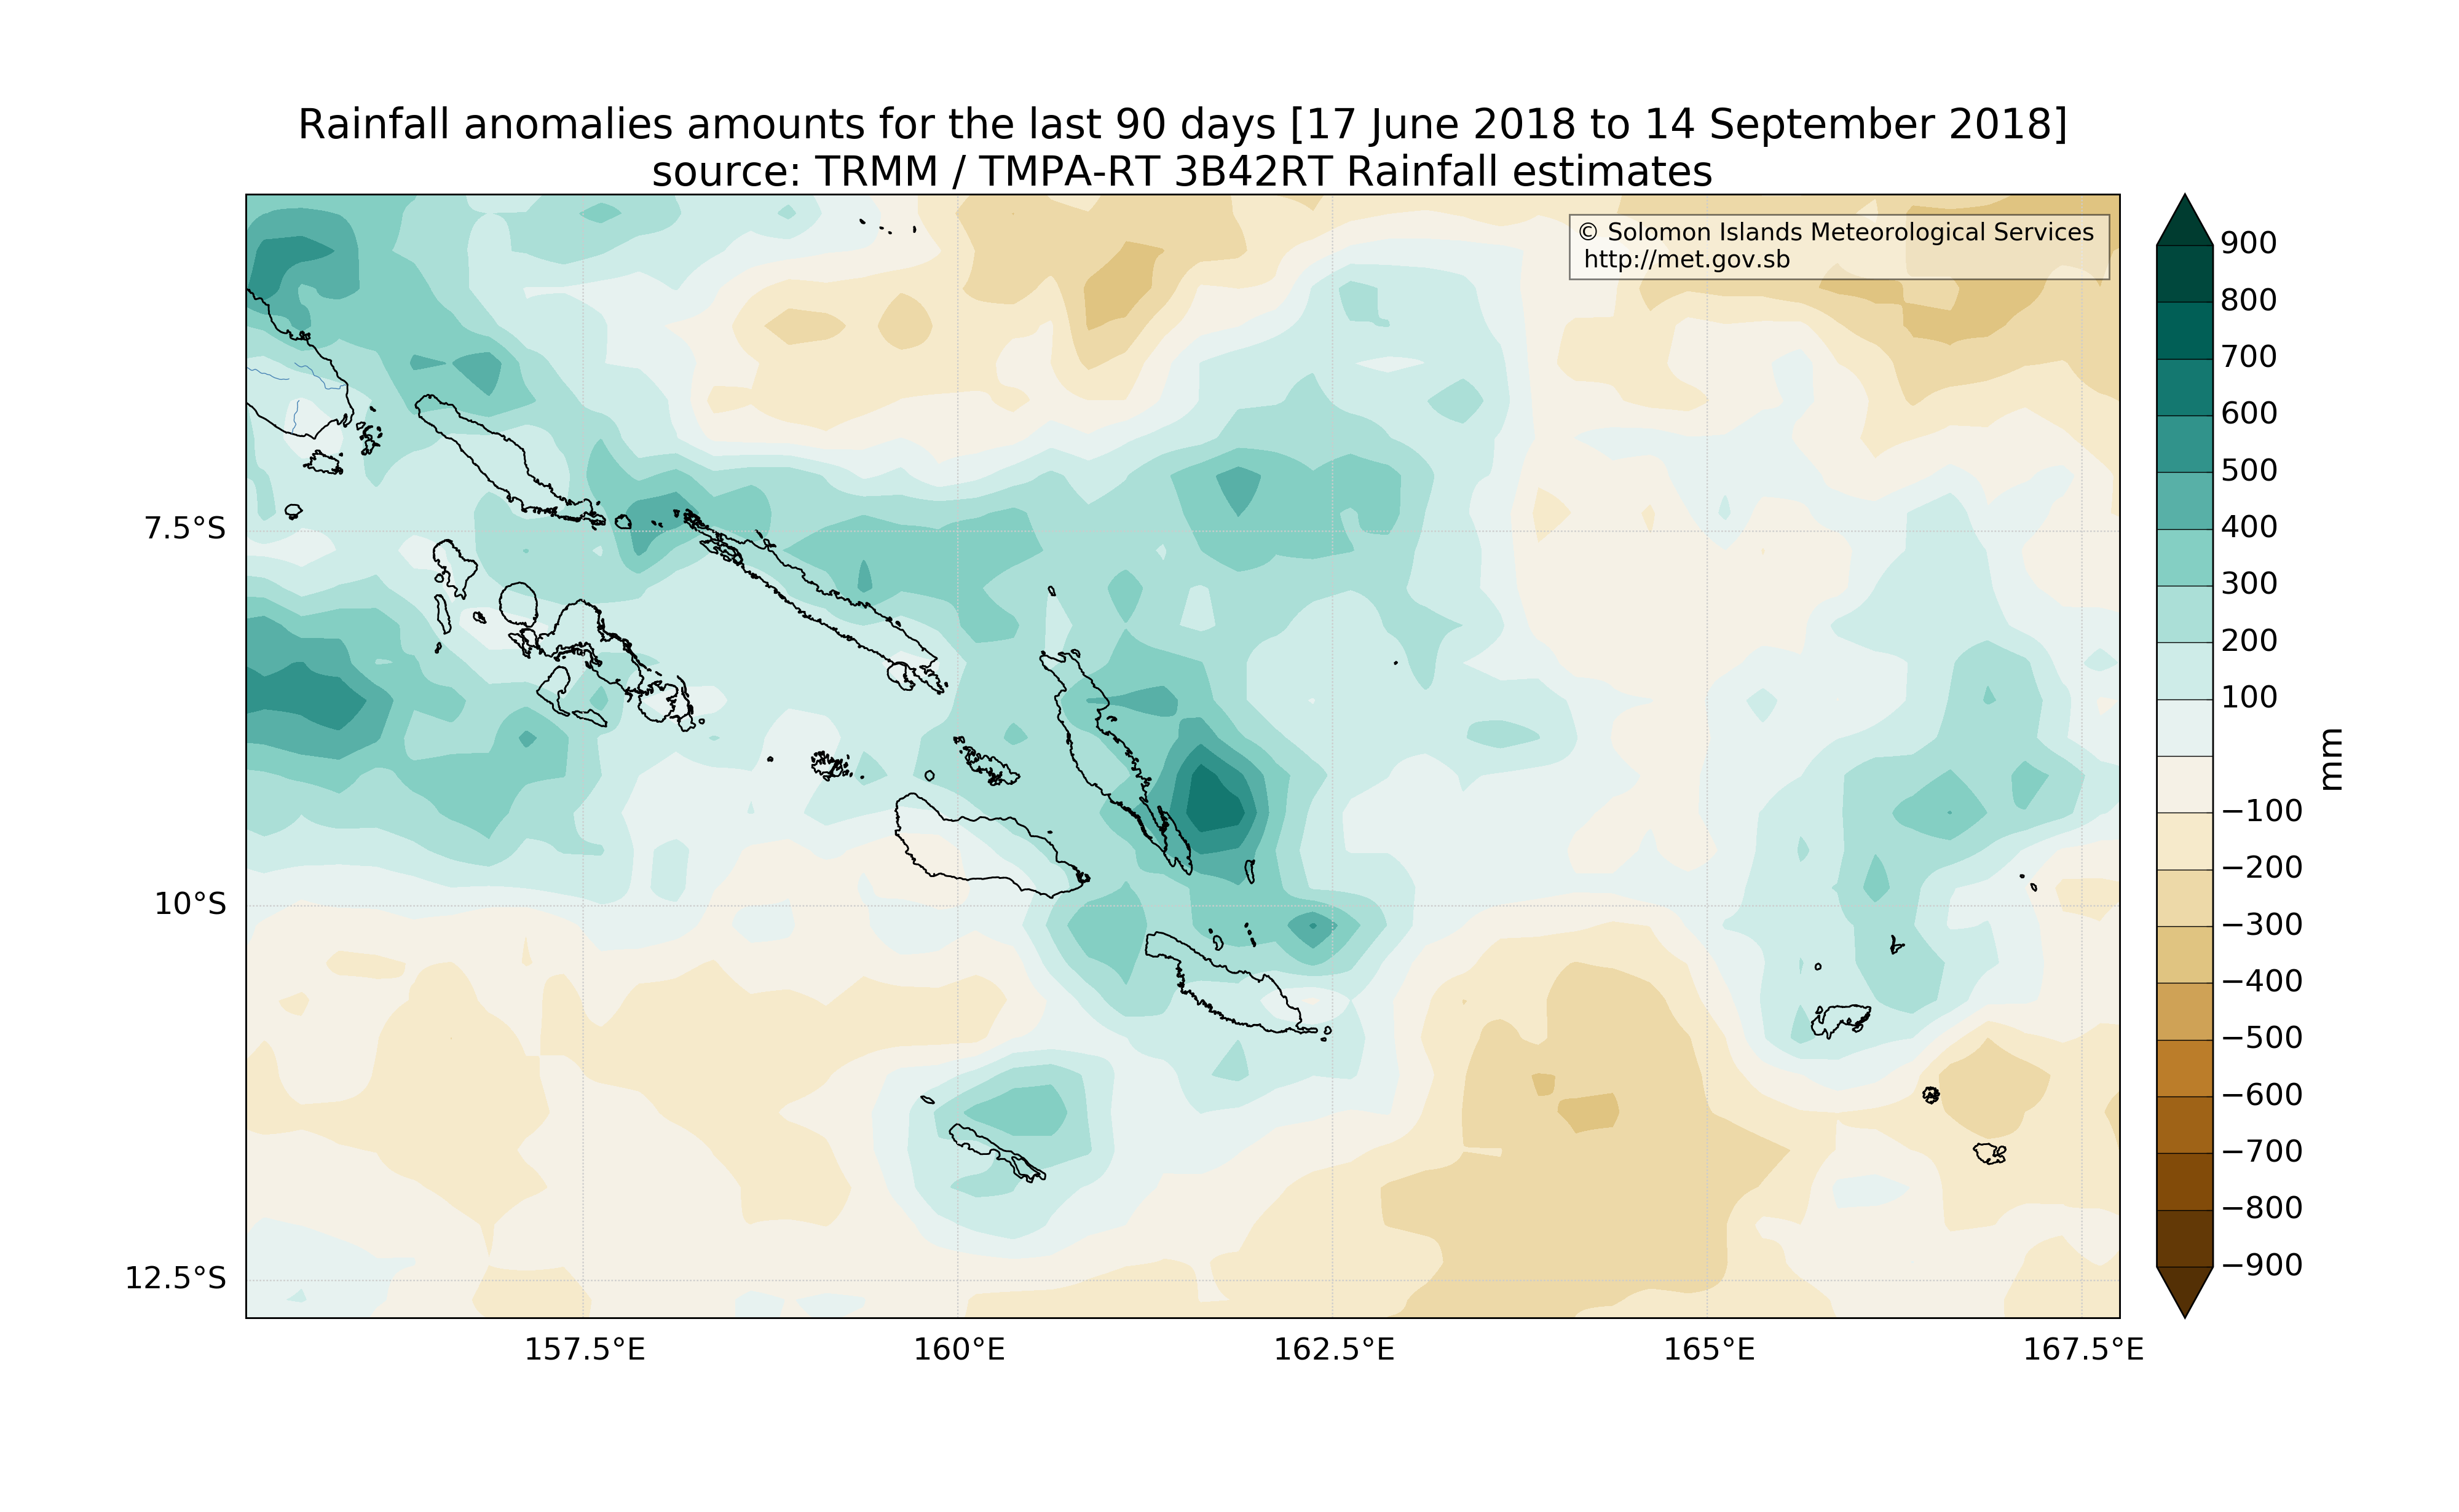 Rainfall anomalies amounts for the last 90 days [17 June 2018 to 14 September 2018]
source: TRMM / TMPA-RT 3B42RT Rainfall estimates
© Solomon Islands Meteorological Services
http://met.gov.sb
7.5°S
10°S
12.5°S
157.5°E
160°E
162.5°E
165°E
167.5°E
900
800
700
600
500
400
300
200
100
−100
−200
−300
−400
−500
−600
−700
−800
−900
mm